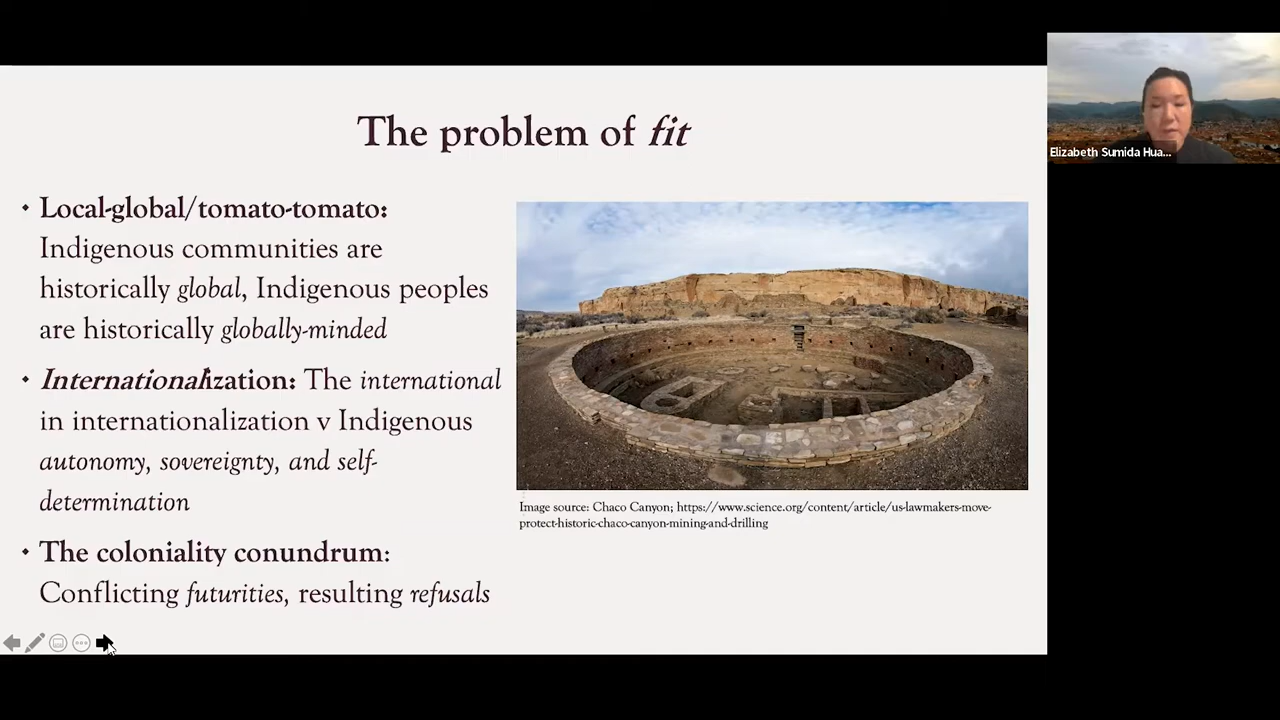 The problem of fit
• Local-global/tomato-tomato:
Indigenous communities are
historically global, Indigenous peoples
are historically globally-minded
• Internationalization: The international
in internationalization v Indigenous
autonomy, sovereignty, and self-
determination
• The coloniality conundrum:
Conflicting futurities, resulting refusals
Image source: Chaco Canyon; https://www.science.org/content/article/us-lawmakers-move-
protect-historic-chaco-canyon-mining-and-drilling
Elizabeth Sumida Hua...